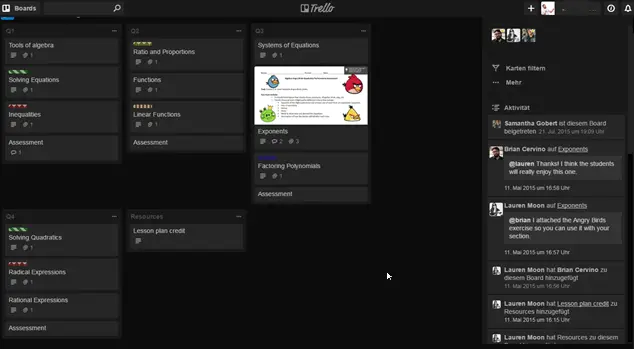 Boards
Trello
Q1
Tools of algebra
1
Solving Equations
1
Inequalities
1
Assessment
1
Q2
Ratio and Proportions
1
Functions
1
Linear Functions
1
Assessment
Q3
Systems of Equations
1
Exponents
2 3
Factoring Polynomials
1
Assessment
Q4
Solving Quadratics
1
Radical Expressions
1
Rational Expressions
1
Asssessment
Resources
Lesson plan credit
Karten filtern
Mehr
Aktivität
Samantha Gobert ist diesem Board
beigetreten 21. Jul. 2015 um 19:09 Uhr
Brian Cervino auf Exponents
@lauren Thanks! I think the students
will really enjoy this one.
11. Mai 2015 um 16:58 Uhr
Lauren Moon auf Exponents
@brian I attached the Angry Birds
exercise so you can use it with your
section.
11. Mai 2015 um 16:57 Uhr
Lauren Moon hat Brian Cervino zu
diesem Board hinzugefügt
11. Mai 2015 um 16:56 Uhr
Lauren Moon hat Lesson plan credit zu
Resources hinzugefügt
11. Mai 2015 um 16:15 Uhr
Lauren Moon hat Resources zu diesem